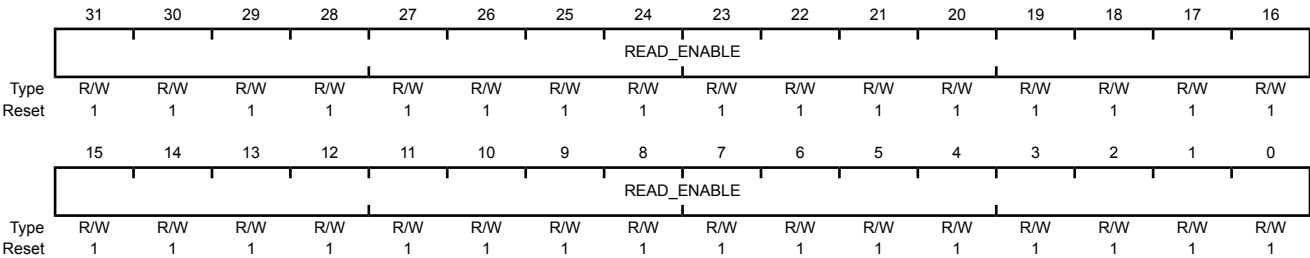 31 30 29 28 27 26 25 24 23 22 21 20 19 18 17 16
READ_ENABLE
Type R/W R/W R/W R/W R/W R/W R/W R/W R/W R/W R/W R/W R/W R/W R/W R/W
Reset 1 1 1 1 1 1 1 1 1 1 1 1 1 1 1 1
15 14 13 12 11 10 9 8 7 6 5 4 3 2 1 0
READ_ENABLE
Type R/W R/W R/W R/W R/W R/W R/W R/W R/W R/W R/W R/W R/W R/W R/W R/W
Reset 1 1 1 1 1 1 1 1 1 1 1 1 1 1 1 1